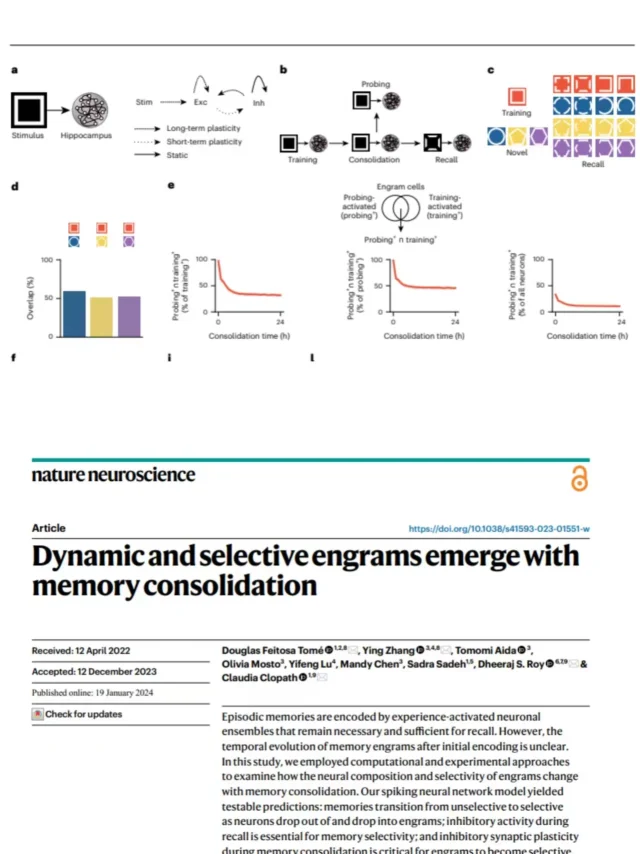 a
b
c
Stimulus
Hippocampus
Stim
Exc
Inh
Long-term plasticity
Short-term plasticity
Static
Probing
Training
Consolidation
Recall
Training
Novel
Recall
d
e
Engram cells
Probing-
activated
(probing⁺)
Training-
activated
(training⁺)
Probing⁺ ∩ training⁺
Overlap (%)
100
50
0
Probing⁺ ∩ training⁺
(% of training⁺)
100
50
0
0
24
Consolidation time (h)
Probing⁺ ∩ training⁺
(% of probing⁺)
100
50
0
0
24
Consolidation time (h)
Probing⁺ ∩ training⁺
(% of all neurons)
100
50
0
0
24
Consolidation time (h)
f
i
l
nature neuroscience
Article
https://doi.org/10.1038/s41593-023-01551-w
Dynamic and selective engrams emerge with
memory consolidation
Received: 12 April 2022
Accepted: 12 December 2023
Published online: 19 January 2024
Check for updates
Douglas Feitosa Tomé 1,2,8, Ying Zhang 3,4,8, Tomomi Aida 3,
Olivia Mosto3, Yifeng Lu4, Mandy Chen3, Sadra Sadeh1,5, Dheeraj S. Roy 6,7,9 &
Claudia Clopath 1,9
Episodic memories are encoded by experience-activated neuronal
ensembles that remain necessary and sufficient for recall. However, the
temporal evolution of memory engrams after initial encoding is unclear.
In this study, we employed computational and experimental approaches
to examine how the neural composition and selectivity of engrams change
with memory consolidation. Our spiking neural network model yielded
testable predictions: memories transition from unselective to selective
as neurons drop out of and drop into engrams; inhibitory activity during
recall is essential for memory selectivity; and inhibitory synaptic plasticity
during memory consolidation is critical for engrams to become selective.